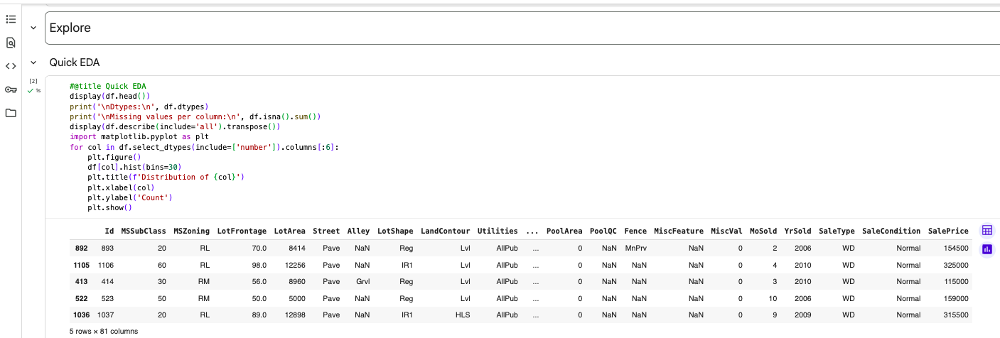 Explore
Quick EDA
[2]
1s
#@title Quick EDA
display(df.head())
print('\nDtypes:\n', df.dtypes)
print('\nMissing values per column:\n', df.isna().sum())
display(df.describe(include='all').transpose())
import matplotlib.pyplot as plt
for col in df.select_dtypes(include=['number']).columns[:6]:
    plt.figure()
    df[col].hist(bins=30)
    plt.title(f'Distribution of {col}')
    plt.xlabel(col)
    plt.ylabel('Count')
    plt.show()
Id MSSubClass MSZoning LotFrontage LotArea Street Alley LotShape LandContour Utilities ... PoolArea PoolQC Fence MiscFeature MiscVal MoSold YrSold SaleType SaleCondition SalePrice
892 893 20 RL 70.0 8414 Pave NaN Reg Lvl AllPub ... 0 NaN MnPrv NaN 0 2 2006 WD Normal 154500
1105 1106 60 RL 98.0 12256 Pave NaN IR1 Lvl AllPub ... 0 NaN NaN NaN 0 4 2010 WD Normal 325000
413 414 30 RM 56.0 8960 Pave Grvl Reg Lvl AllPub ... 0 NaN NaN NaN 0 3 2010 WD Normal 115000
522 523 50 RM 50.0 5000 Pave NaN Reg Lvl AllPub ... 0 NaN NaN NaN 0 10 2006 WD Normal 159000
1036 1037 20 RL 89.0 12898 Pave NaN IR1 HLS AllPub ... 0 NaN NaN NaN 0 9 2009 WD Normal 315500
5 rows × 81 columns